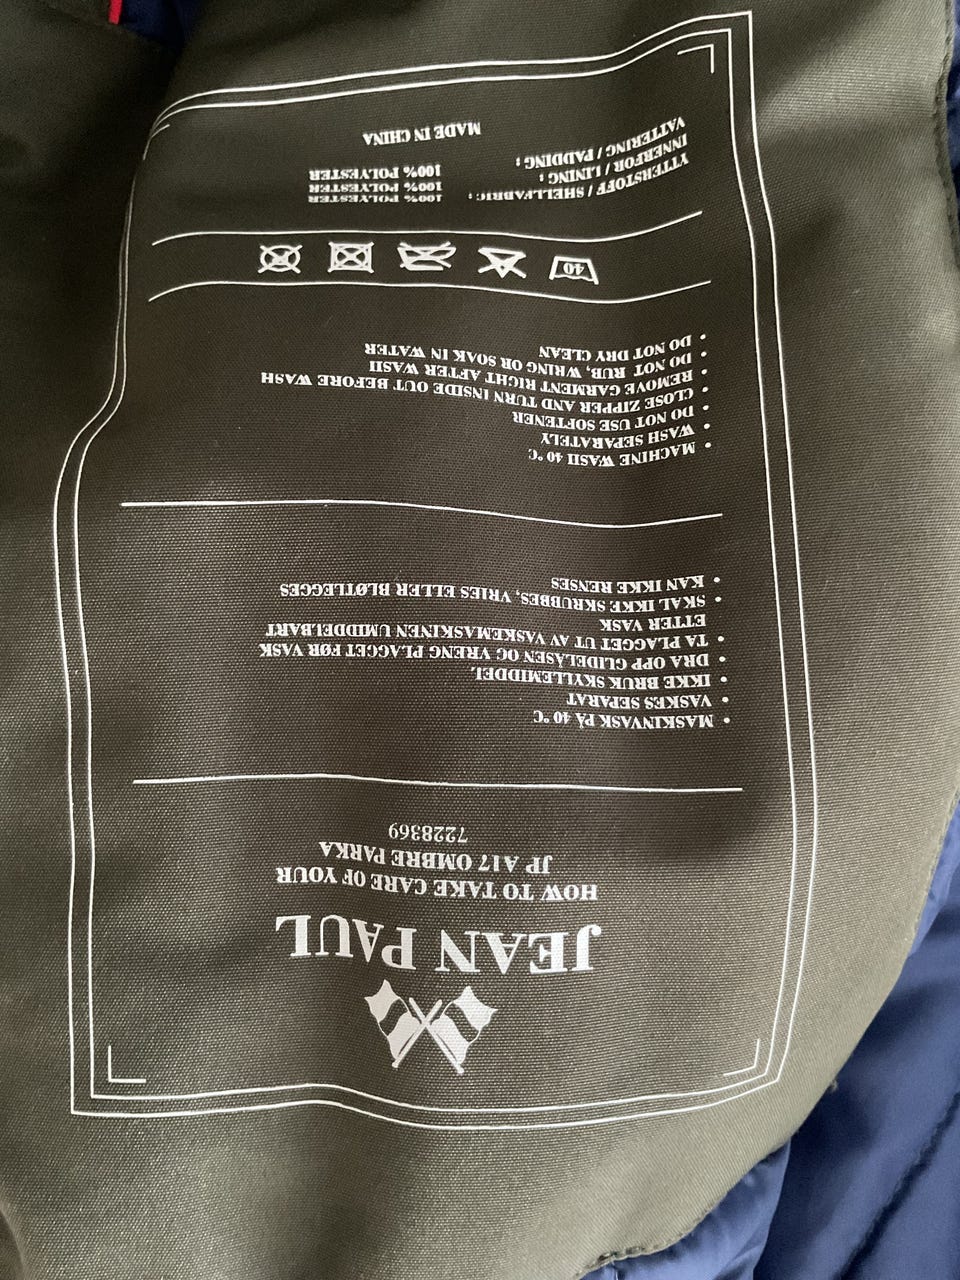 JEAN PAUL
HOW TO TAKE CARE OF YOUR
JP A17 OMBRE PARKA
7228369
• MASKINVASK PÅ 40 °C
• VASKES SEPARAT
• IKKE BRUK SKYLLEMIDDEL
• DRA OPP GLIDELÅSEN OG VRENG PLAGGET FØR VASK
• TA PLAGGET UT AV VASKEMASKINEN UMIDDELBART
ETTER VASK
• SKAL IKKE SKRUBBES, VRIES ELLER BLØTLEGGES
• KAN IKKE RENSES
• MACHINE WASH 40 °C
• WASH SEPARATELY
• DO NOT USE SOFTENER
• CLOSE ZIPPER AND TURN INSIDE OUT BEFORE WASH
• REMOVE GARMENT RIGHT AFTER WASH
• DO NOT RUB, WRING OR SOAK IN WATER
• DO NOT DRY CLEAN
40
YTTERSTOFF / SHELLFABRIC: 100% POLYESTER
INNERFOR / LINING: 100% POLYESTER
VATTERING / PADDING: 100% POLYESTER
MADE IN CHINA